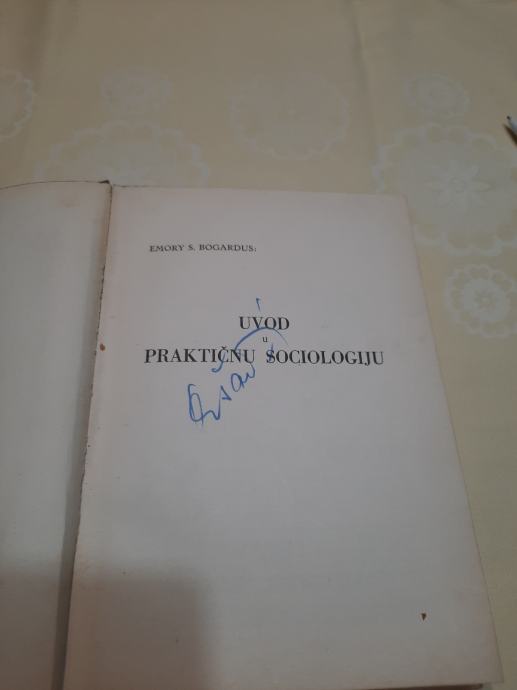 EMORY S. BOGARDUS:
UVOD
u
PRAKTIČNU SOCIOLOGIJU